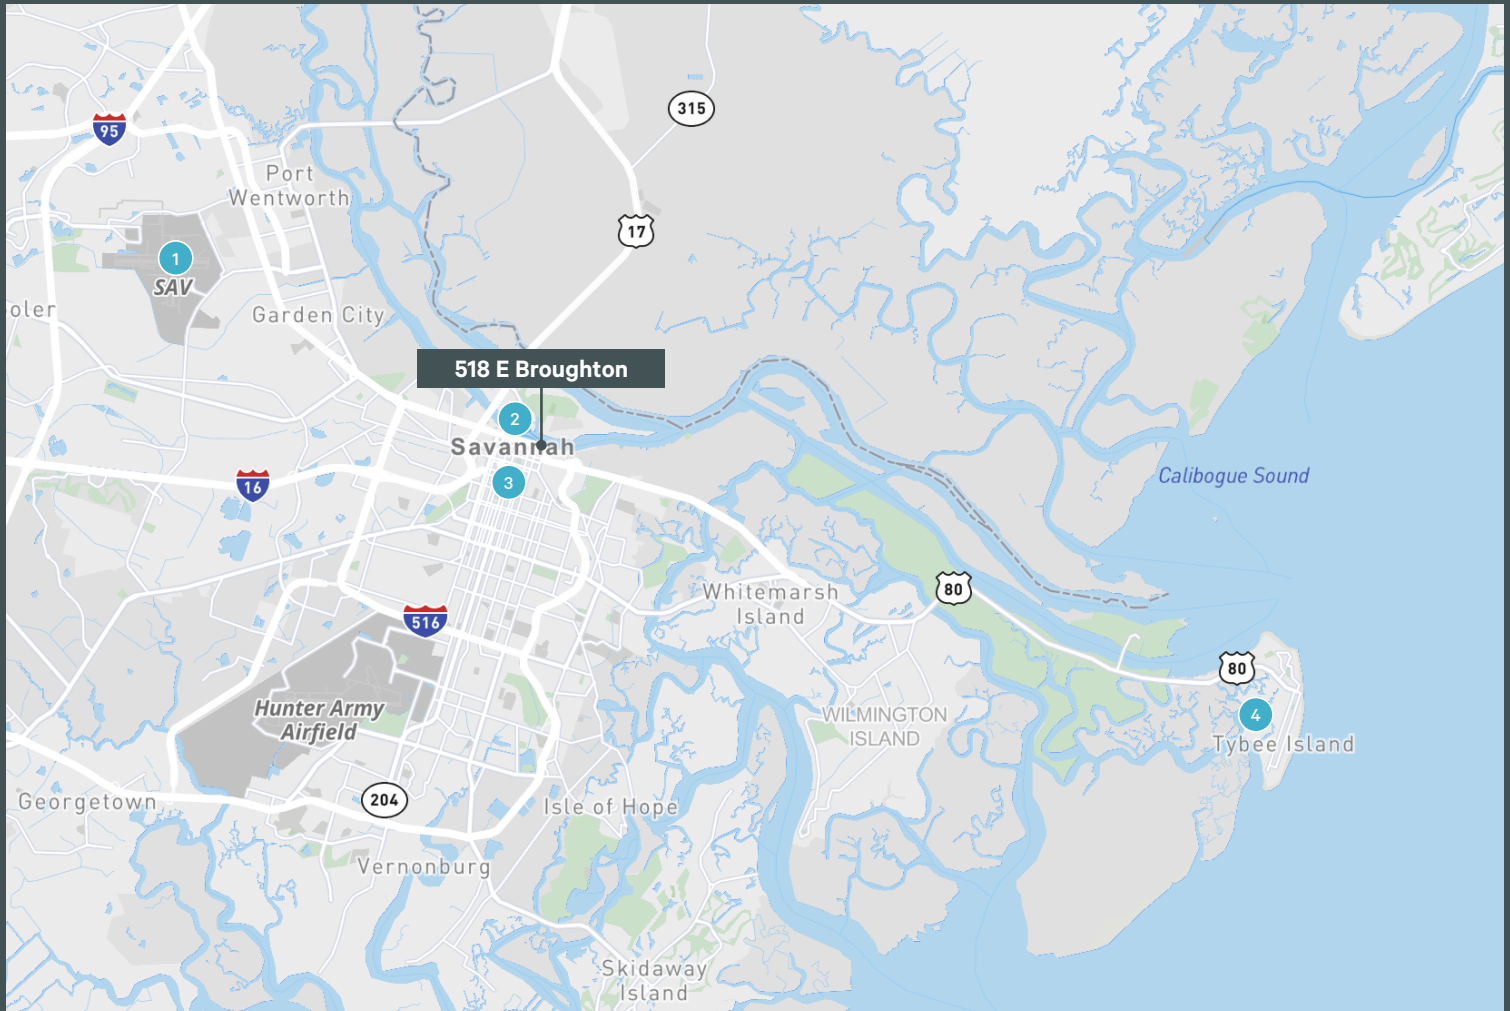 315
95
Port
Wentworth
17
1
SAV
oler
Garden City
518 E Broughton
2
Savannah
Calibogue Sound
3
16
80
Whitemarsh
Island
516
80
Hunter Army
Airfield
WILMINGTON
ISLAND
4
Tybee Island
Georgetown
204
Isle of Hope
Vernonburg
Skidaway
Island